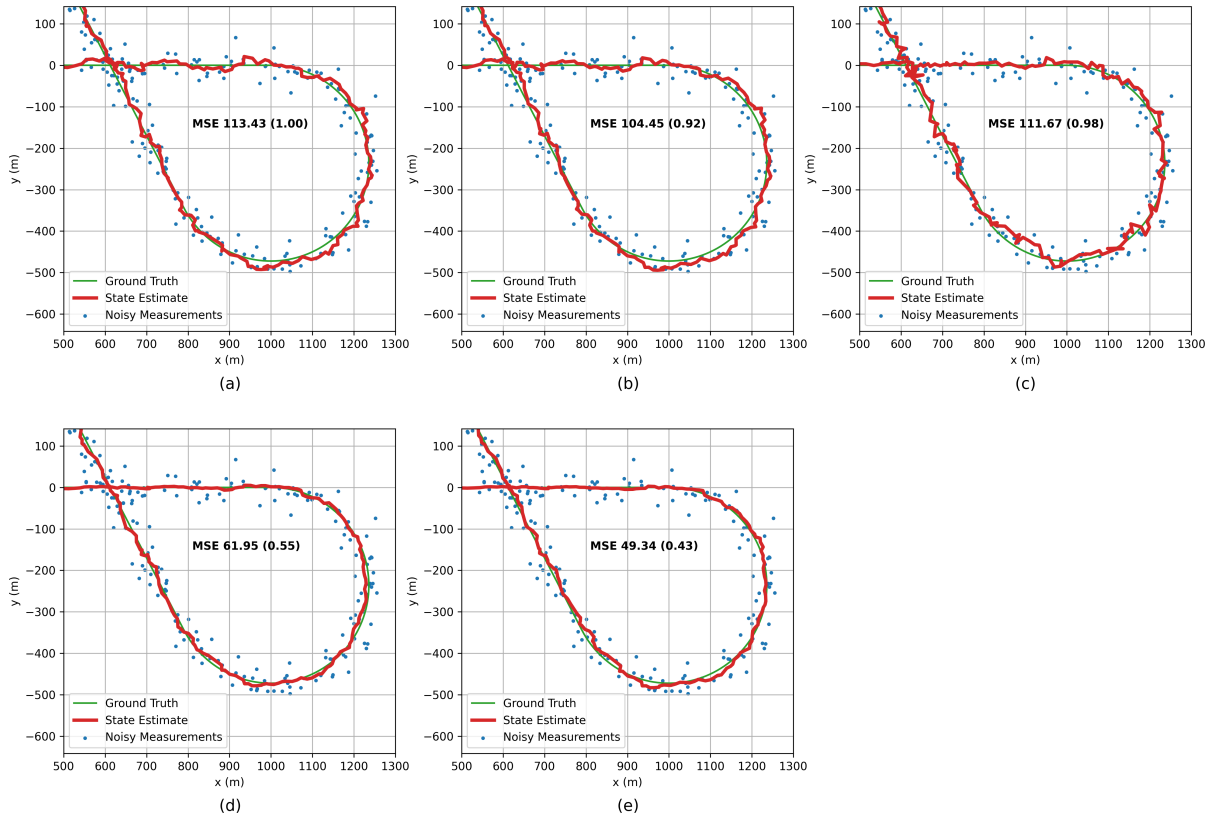 100
0
−100
−200
−300
−400
−500
−600
y (m)
MSE 113.43 (1.00)
Ground Truth
State Estimate
Noisy Measurements
500 600 700 800 900 1000 1100 1200 1300
x (m)
(a)
100
0
−100
−200
−300
−400
−500
−600
y (m)
MSE 104.45 (0.92)
Ground Truth
State Estimate
Noisy Measurements
500 600 700 800 900 1000 1100 1200 1300
x (m)
(b)
100
0
−100
−200
−300
−400
−500
−600
y (m)
MSE 111.67 (0.98)
Ground Truth
State Estimate
Noisy Measurements
500 600 700 800 900 1000 1100 1200 1300
x (m)
(c)
100
0
−100
−200
−300
−400
−500
−600
y (m)
MSE 61.95 (0.55)
Ground Truth
State Estimate
Noisy Measurements
500 600 700 800 900 1000 1100 1200 1300
x (m)
(d)
100
0
−100
−200
−300
−400
−500
−600
y (m)
MSE 49.34 (0.43)
Ground Truth
State Estimate
Noisy Measurements
500 600 700 800 900 1000 1100 1200 1300
x (m)
(e)